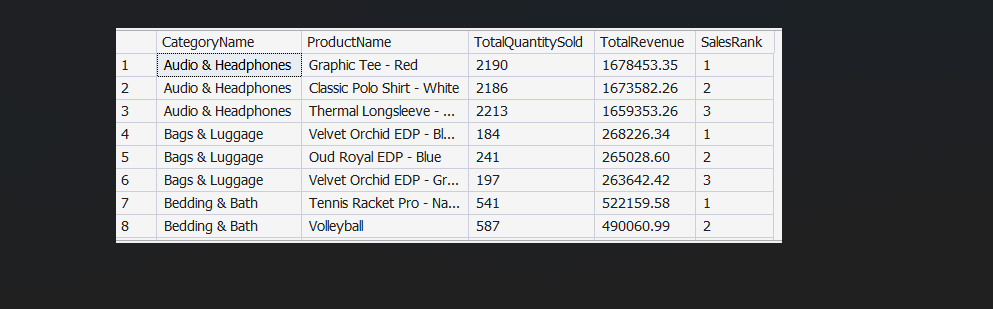 CategoryName ProductName TotalQuantitySold TotalRevenue SalesRank
1 Audio & Headphones Graphic Tee - Red 2190 1678453.35 1
2 Audio & Headphones Classic Polo Shirt - White 2186 1673582.26 2
3 Audio & Headphones Thermal Longsleeve - ... 2213 1659353.26 3
4 Bags & Luggage Velvet Orchid EDP - Bl... 184 268226.34 1
5 Bags & Luggage Oud Royal EDP - Blue 241 265028.60 2
6 Bags & Luggage Velvet Orchid EDP - Gr... 197 263642.42 3
7 Bedding & Bath Tennis Racket Pro - Na... 541 522159.58 1
8 Bedding & Bath Volleyball 587 490060.99 2